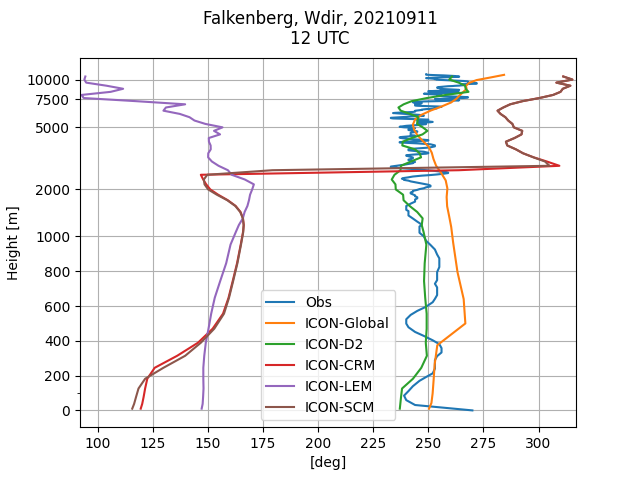 Falkenberg, Wdir, 20210911
12 UTC
Height [m]
10000
7500
5000
2000
1000
800
600
400
200
0
Obs
ICON-Global
ICON-D2
ICON-CRM
ICON-LEM
ICON-SCM
100 125 150 175 200 225 250 275 300
[deg]